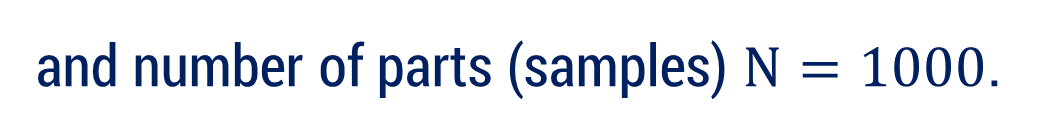 and number of parts (samples) N = 1000.